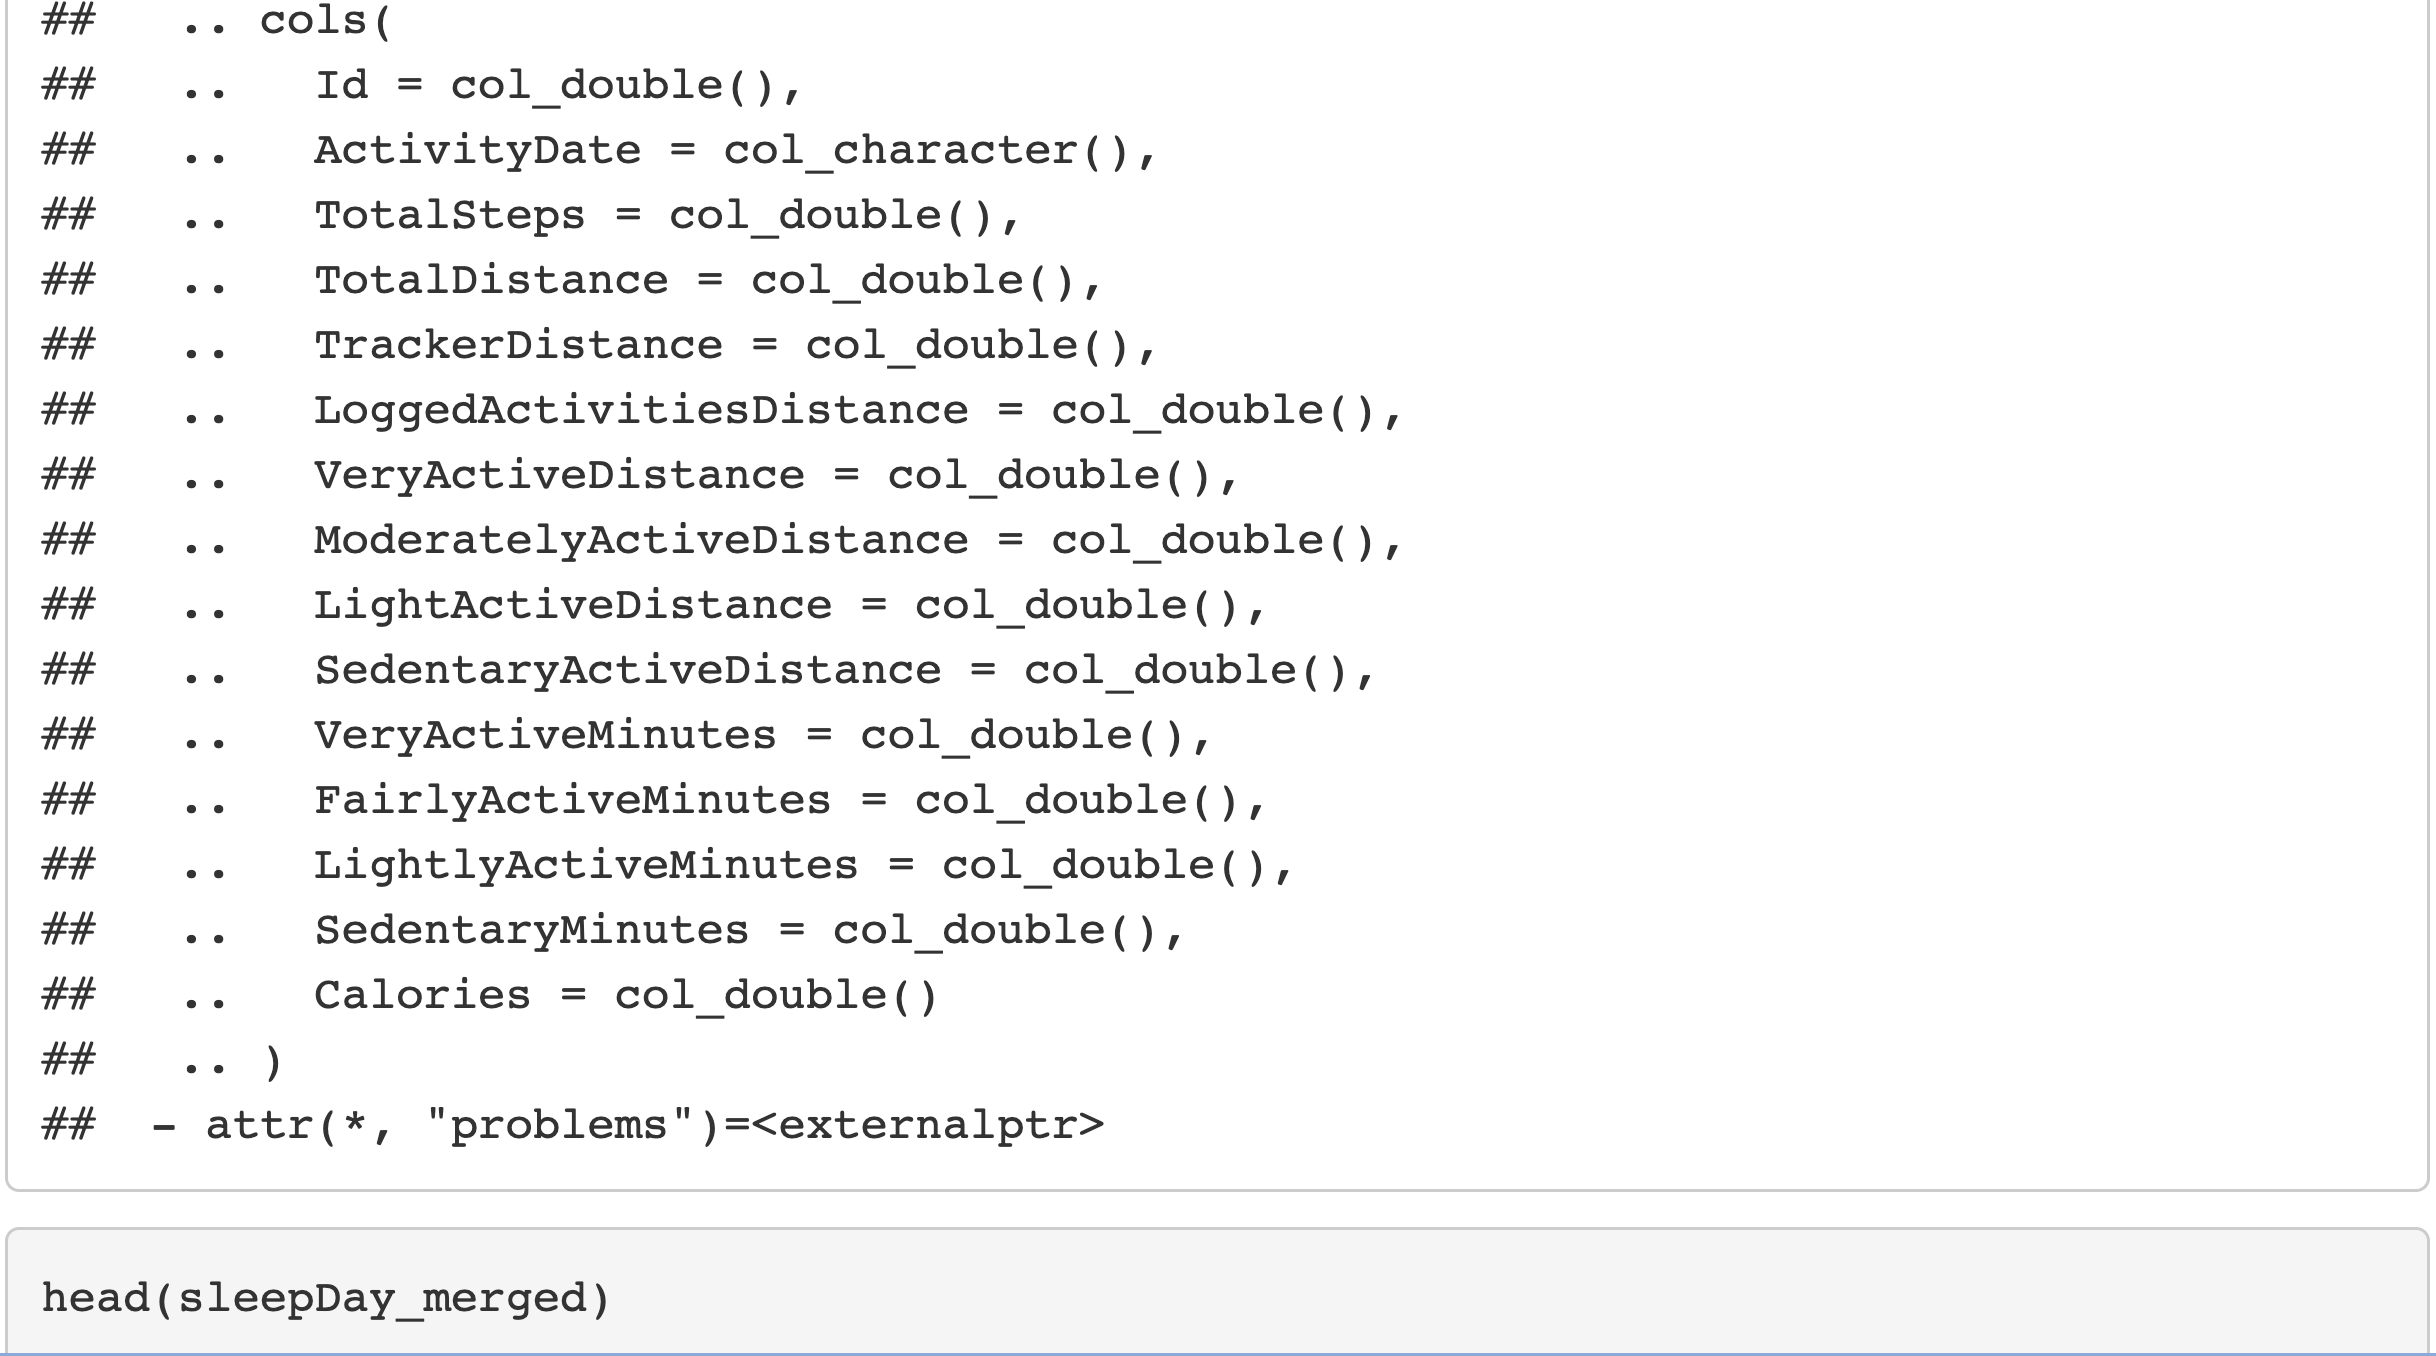 ##   .. cols(
##   ..   Id = col_double(),
##   ..   ActivityDate = col_character(),
##   ..   TotalSteps = col_double(),
##   ..   TotalDistance = col_double(),
##   ..   TrackerDistance = col_double(),
##   ..   LoggedActivitiesDistance = col_double(),
##   ..   VeryActiveDistance = col_double(),
##   ..   ModeratelyActiveDistance = col_double(),
##   ..   LightActiveDistance = col_double(),
##   ..   SedentaryActiveDistance = col_double(),
##   ..   VeryActiveMinutes = col_double(),
##   ..   FairlyActiveMinutes = col_double(),
##   ..   LightlyActiveMinutes = col_double(),
##   ..   SedentaryMinutes = col_double(),
##   ..   Calories = col_double()
##   .. )
##  - attr(*, "problems")=<externalptr>
head(sleepDay_merged)